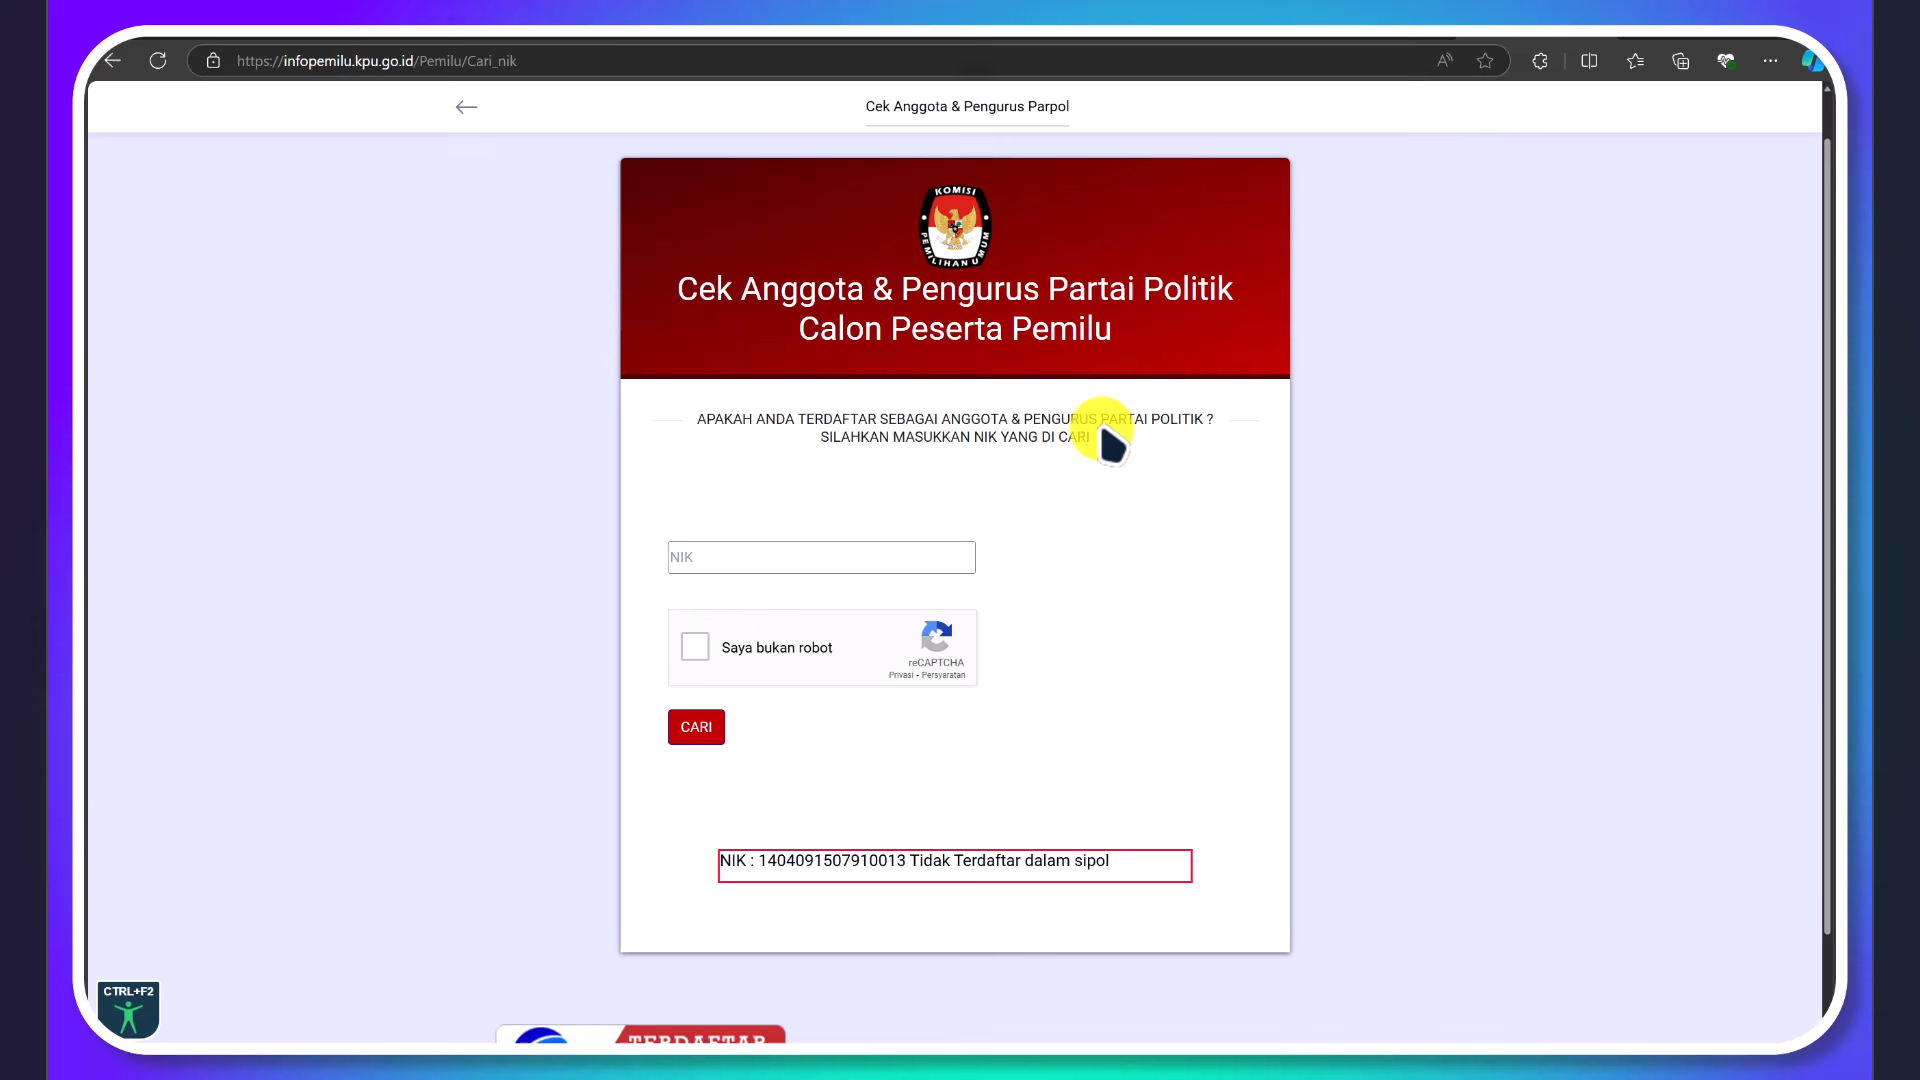 https://infopemilu.kpu.go.id/Pemilu/Cari_nik
Cek Anggota & Pengurus Parpol
KOMISI
PEMILIHAN UMUM
Cek Anggota & Pengurus Partai Politik
Calon Peserta Pemilu
APAKAH ANDA TERDAFTAR SEBAGAI ANGGOTA & PENGURUS PARTAI POLITIK ?
SILAHKAN MASUKKAN NIK YANG DI CARI
NIK
Saya bukan robot
reCAPTCHA
Privasi - Persyaratan
CARI
NIK : 1404091507910013 Tidak Terdaftar dalam sipol
CTRL+F2
TERDAFTAR